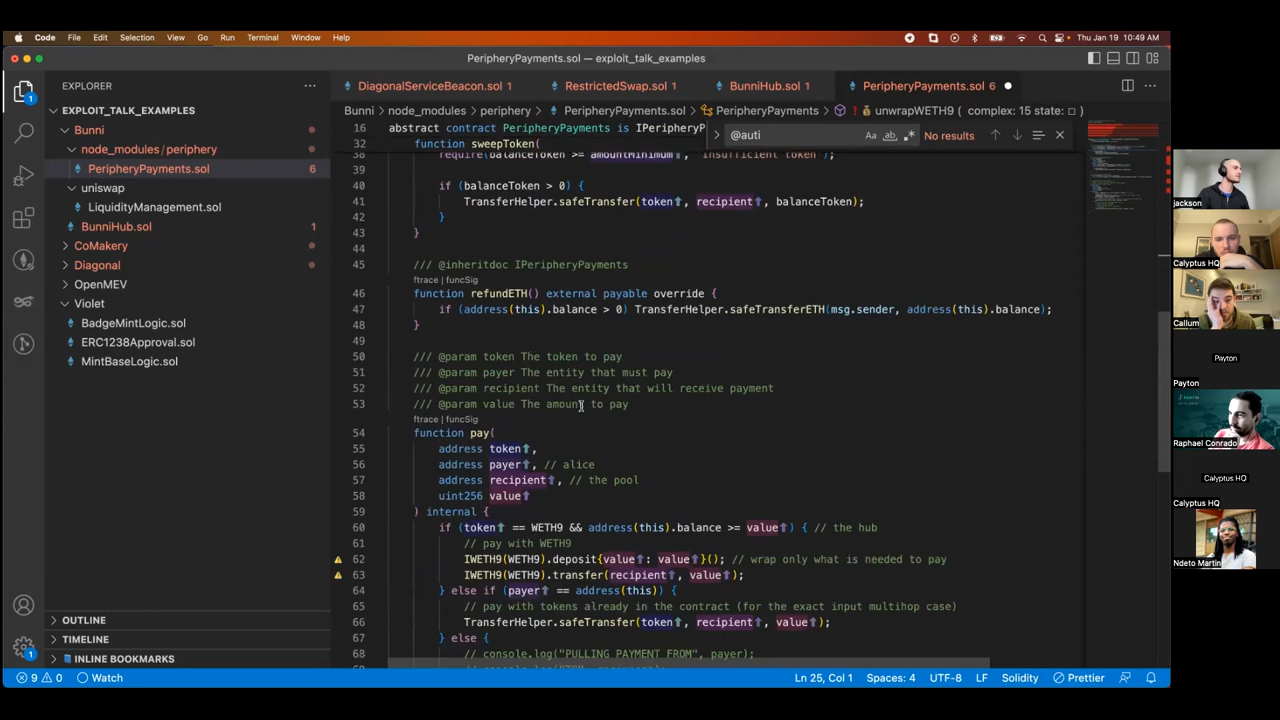 Code File Edit Selection View Go Run Terminal Window Help Thu Jan 19 10:49 AM
PeripheryPayments.sol — exploit_talk_examples
EXPLORER
DiagonalServiceBeacon.sol 1
RestrictedSwap.sol 1
BunniHub.sol 1
PeripheryPayments.sol 6
EXPLOIT_TALK_EXAMPLES
Bunni
node_modules / periphery
PeripheryPayments.sol 6
uniswap
LiquidityManagement.sol
BunniHub.sol 1
CoMakery
Diagonal
OpenMEV
Violet
BadgeMintLogic.sol
ERC1238Approval.sol
MintBaseLogic.sol
OUTLINE
TIMELINE
INLINE BOOKMARKS
Bunni > node_modules > periphery > PeripheryPayments.sol > PeripheryPayments > unwrapWETH9 ( complex: 15 state: □ )
@auti
Aa ab .* No results
16 abstract contract PeripheryPayments is IPeripheryP
32 function sweepToken(
38 require(balanceToken >= amountMinimum⬆, 'Insufficient token');
39
40 if (balanceToken > 0) {
41 TransferHelper.safeTransfer(token⬆, recipient⬆, balanceToken);
42 }
43 }
44
45 /// @inheritdoc IPeripheryPayments
ftrace | funcSig
46 function refundETH() external payable override {
47 if (address(this).balance > 0) TransferHelper.safeTransferETH(msg.sender, address(this).balance);
48 }
49
50 /// @param token The token to pay
51 /// @param payer The entity that must pay
52 /// @param recipient The entity that will receive payment
53 /// @param value The amount to pay
ftrace | funcSig
54 function pay(
55 address token⬆,
56 address payer⬆, // alice
57 address recipient⬆, // the pool
58 uint256 value⬆
59 ) internal {
60 if (token⬆ == WETH9 && address(this).balance >= value⬆) { // the hub
61 // pay with WETH9
62 IWETH9(WETH9).deposit{value⬆: value⬆}(); // wrap only what is needed to pay
63 IWETH9(WETH9).transfer(recipient⬆, value⬆);
64 } else if (payer⬆ == address(this)) {
65 // pay with tokens already in the contract (for the exact input multihop case)
66 TransferHelper.safeTransfer(token⬆, recipient⬆, value⬆);
67 } else {
68 // console.log("PULLING PAYMENT FROM", payer);
9 0 Watch
Ln 25, Col 1 Spaces: 4 UTF-8 LF Solidity Prettier
jackson
Calyptus HQ
Callum
Payton
Payton
Raphael Conrado
Calyptus HQ
Calyptus HQ
Ndeto Martin